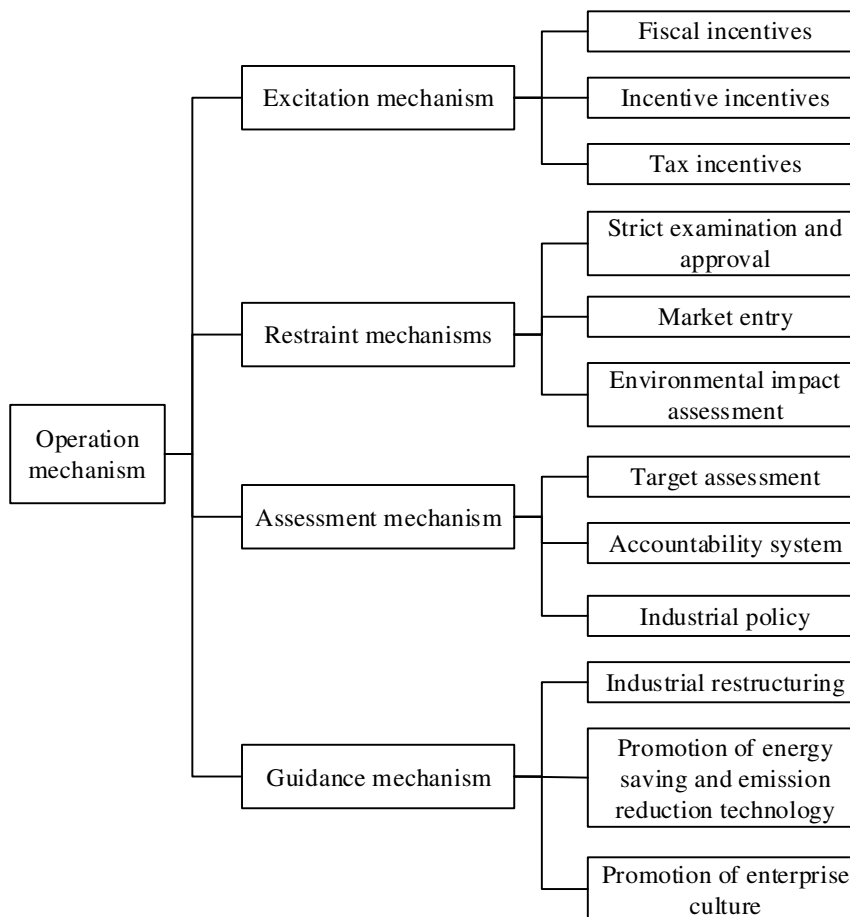 Operation
mechanism
Excitation mechanism
Fiscal incentives
Incentive incentives
Tax incentives
Restraint mechanisms
Strict examination and
approval
Market entry
Environmental impact
assessment
Assessment mechanism
Target assessment
Accountability system
Industrial policy
Guidance mechanism
Industrial restructuring
Promotion of energy
saving and emission
reduction technology
Promotion of enterprise
culture